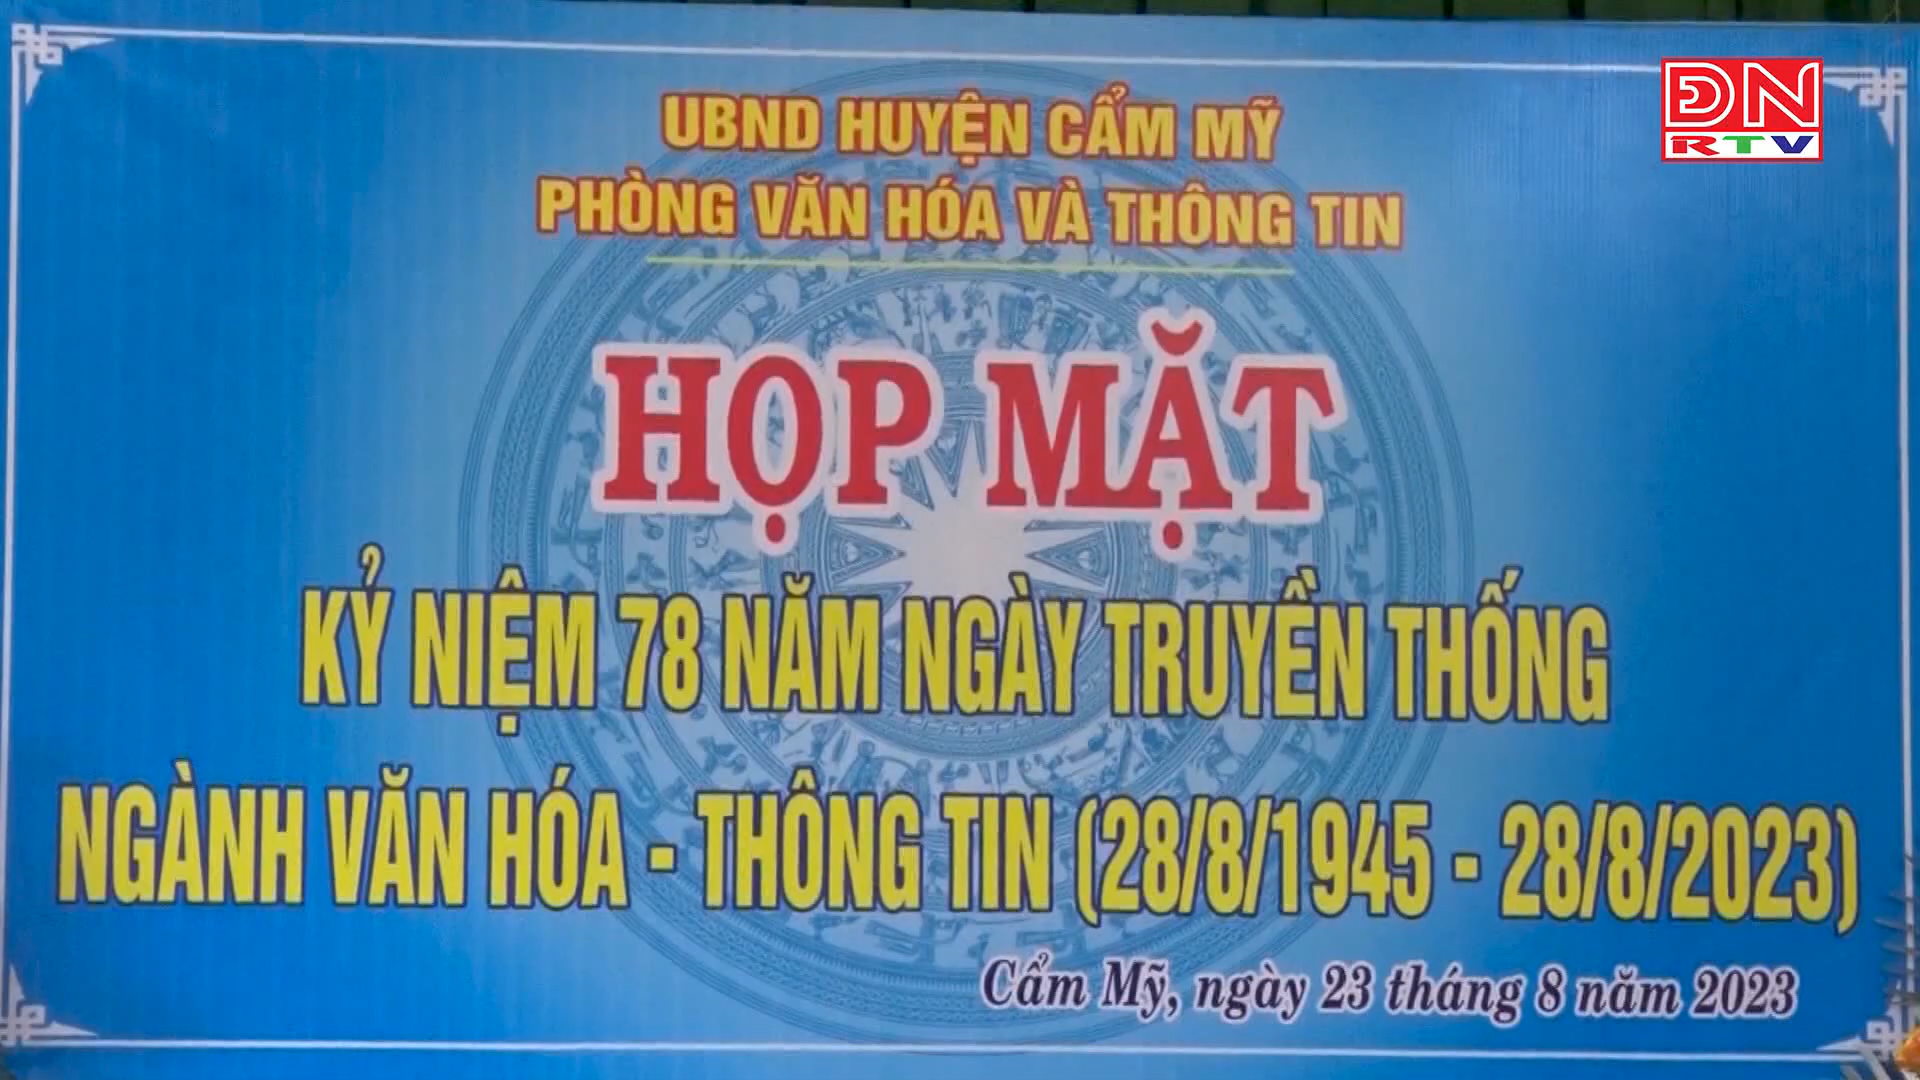 ĐN
RTV
UBND HUYỆN CẨM MỸ
PHÒNG VĂN HÓA VÀ THÔNG TIN
HỌP MẶT
KỶ NIỆM 78 NĂM NGÀY TRUYỀN THỐNG
NGÀNH VĂN HÓA - THÔNG TIN (28/8/1945 - 28/8/2023)
Cẩm Mỹ, ngày 23 tháng 8 năm 2023